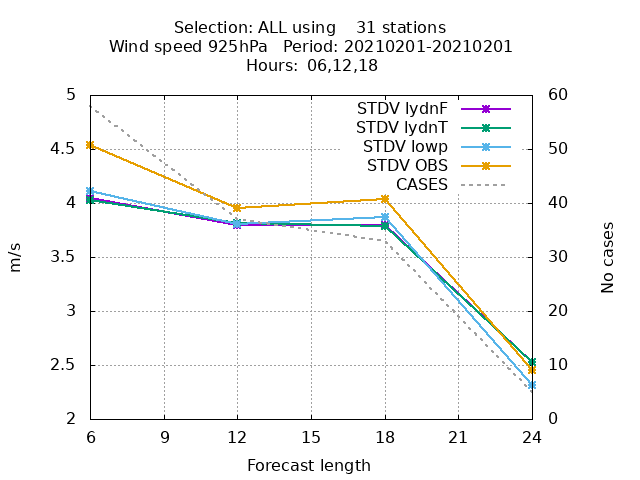 Selection: ALL using    31 stations
Wind speed 925hPa   Period: 20210201-20210201
Hours:  06,12,18
5
4.5
4
3.5
3
2.5
2
m/s
60
50
40
30
20
10
0
No cases
STDV lydnF
STDV lydnT
STDV lowp
STDV OBS
CASES
6 9 12 15 18 21 24
Forecast length